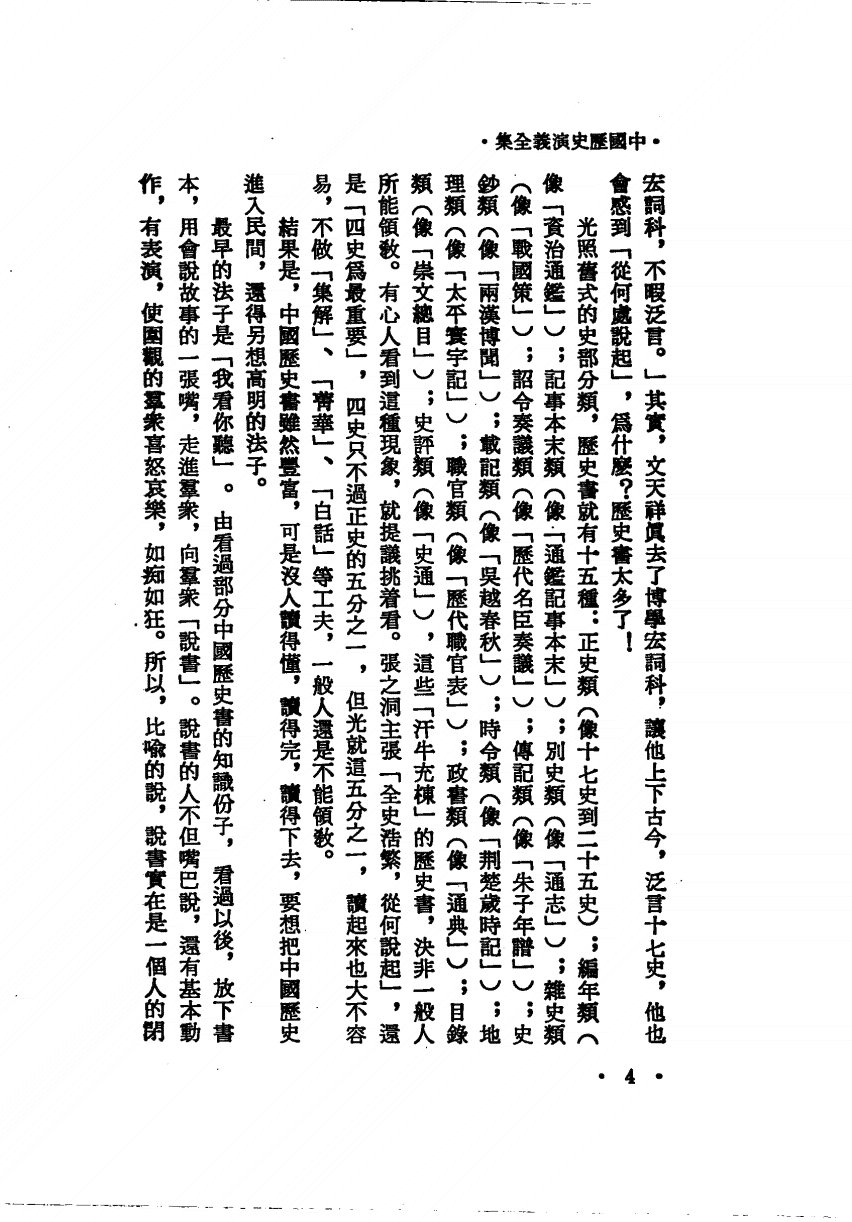 ・中國歷史演義全集・
宏詞科，不暇泛言。」其實，文天祥眞去了博學宏詞科，讓他上下古今，泛言十七史，他也
會感到「從何處說起」，爲什麼？歷史書太多了！
光照舊式的史部分類，歷史書就有十五種：正史類（像十七史到二十五史）；編年類（
像「資治通鑑」）；記事本末類（像「通鑑記事本末」）；別史類（像「通志」）；雜史類
（像「戰國策」）；詔令奏議類（像「歷代名臣奏議」）；傳記類（像「朱子年譜」）；史
鈔類（像「兩漢博聞」）；載記類（像「吳越春秋」）；時令類（像「荆楚歲時記」）；地
理類（像「太平寰宇記」）；職官類（像「歷代職官表」）；政書類（像「通典」）；目錄
類（像「崇文總目」）；史評類（像「史通」），這些「汗牛充棟」的歷史書，決非一般人
所能領敎。有心人看到這種現象，就提議挑着看。張之洞主張「全史浩繁，從何說起」，還
是「四史爲最重要」，四史只不過正史的五分之一，但光就這五分之一，讀起來也大不容
易，不做「集解」、「菁華」、「白話」等工夫，一般人還是不能領敎。
結果是，中國歷史書雖然豐富，可是沒人讀得懂，讀得完，讀得下去，要想把中國歷史
進入民間，還得另想高明的法子。
最早的法子是「我看你聽」。由看過部分中國歷史書的知識份子，看過以後，放下書
本，用會說故事的一張嘴，走進羣衆，向羣衆「說書」。說書的人不但嘴巴說，還有基本動
作，有表演，使圍觀的羣衆喜怒哀樂，如痴如狂。所以，比喩的說，說書實在是一個人的閉
・4・